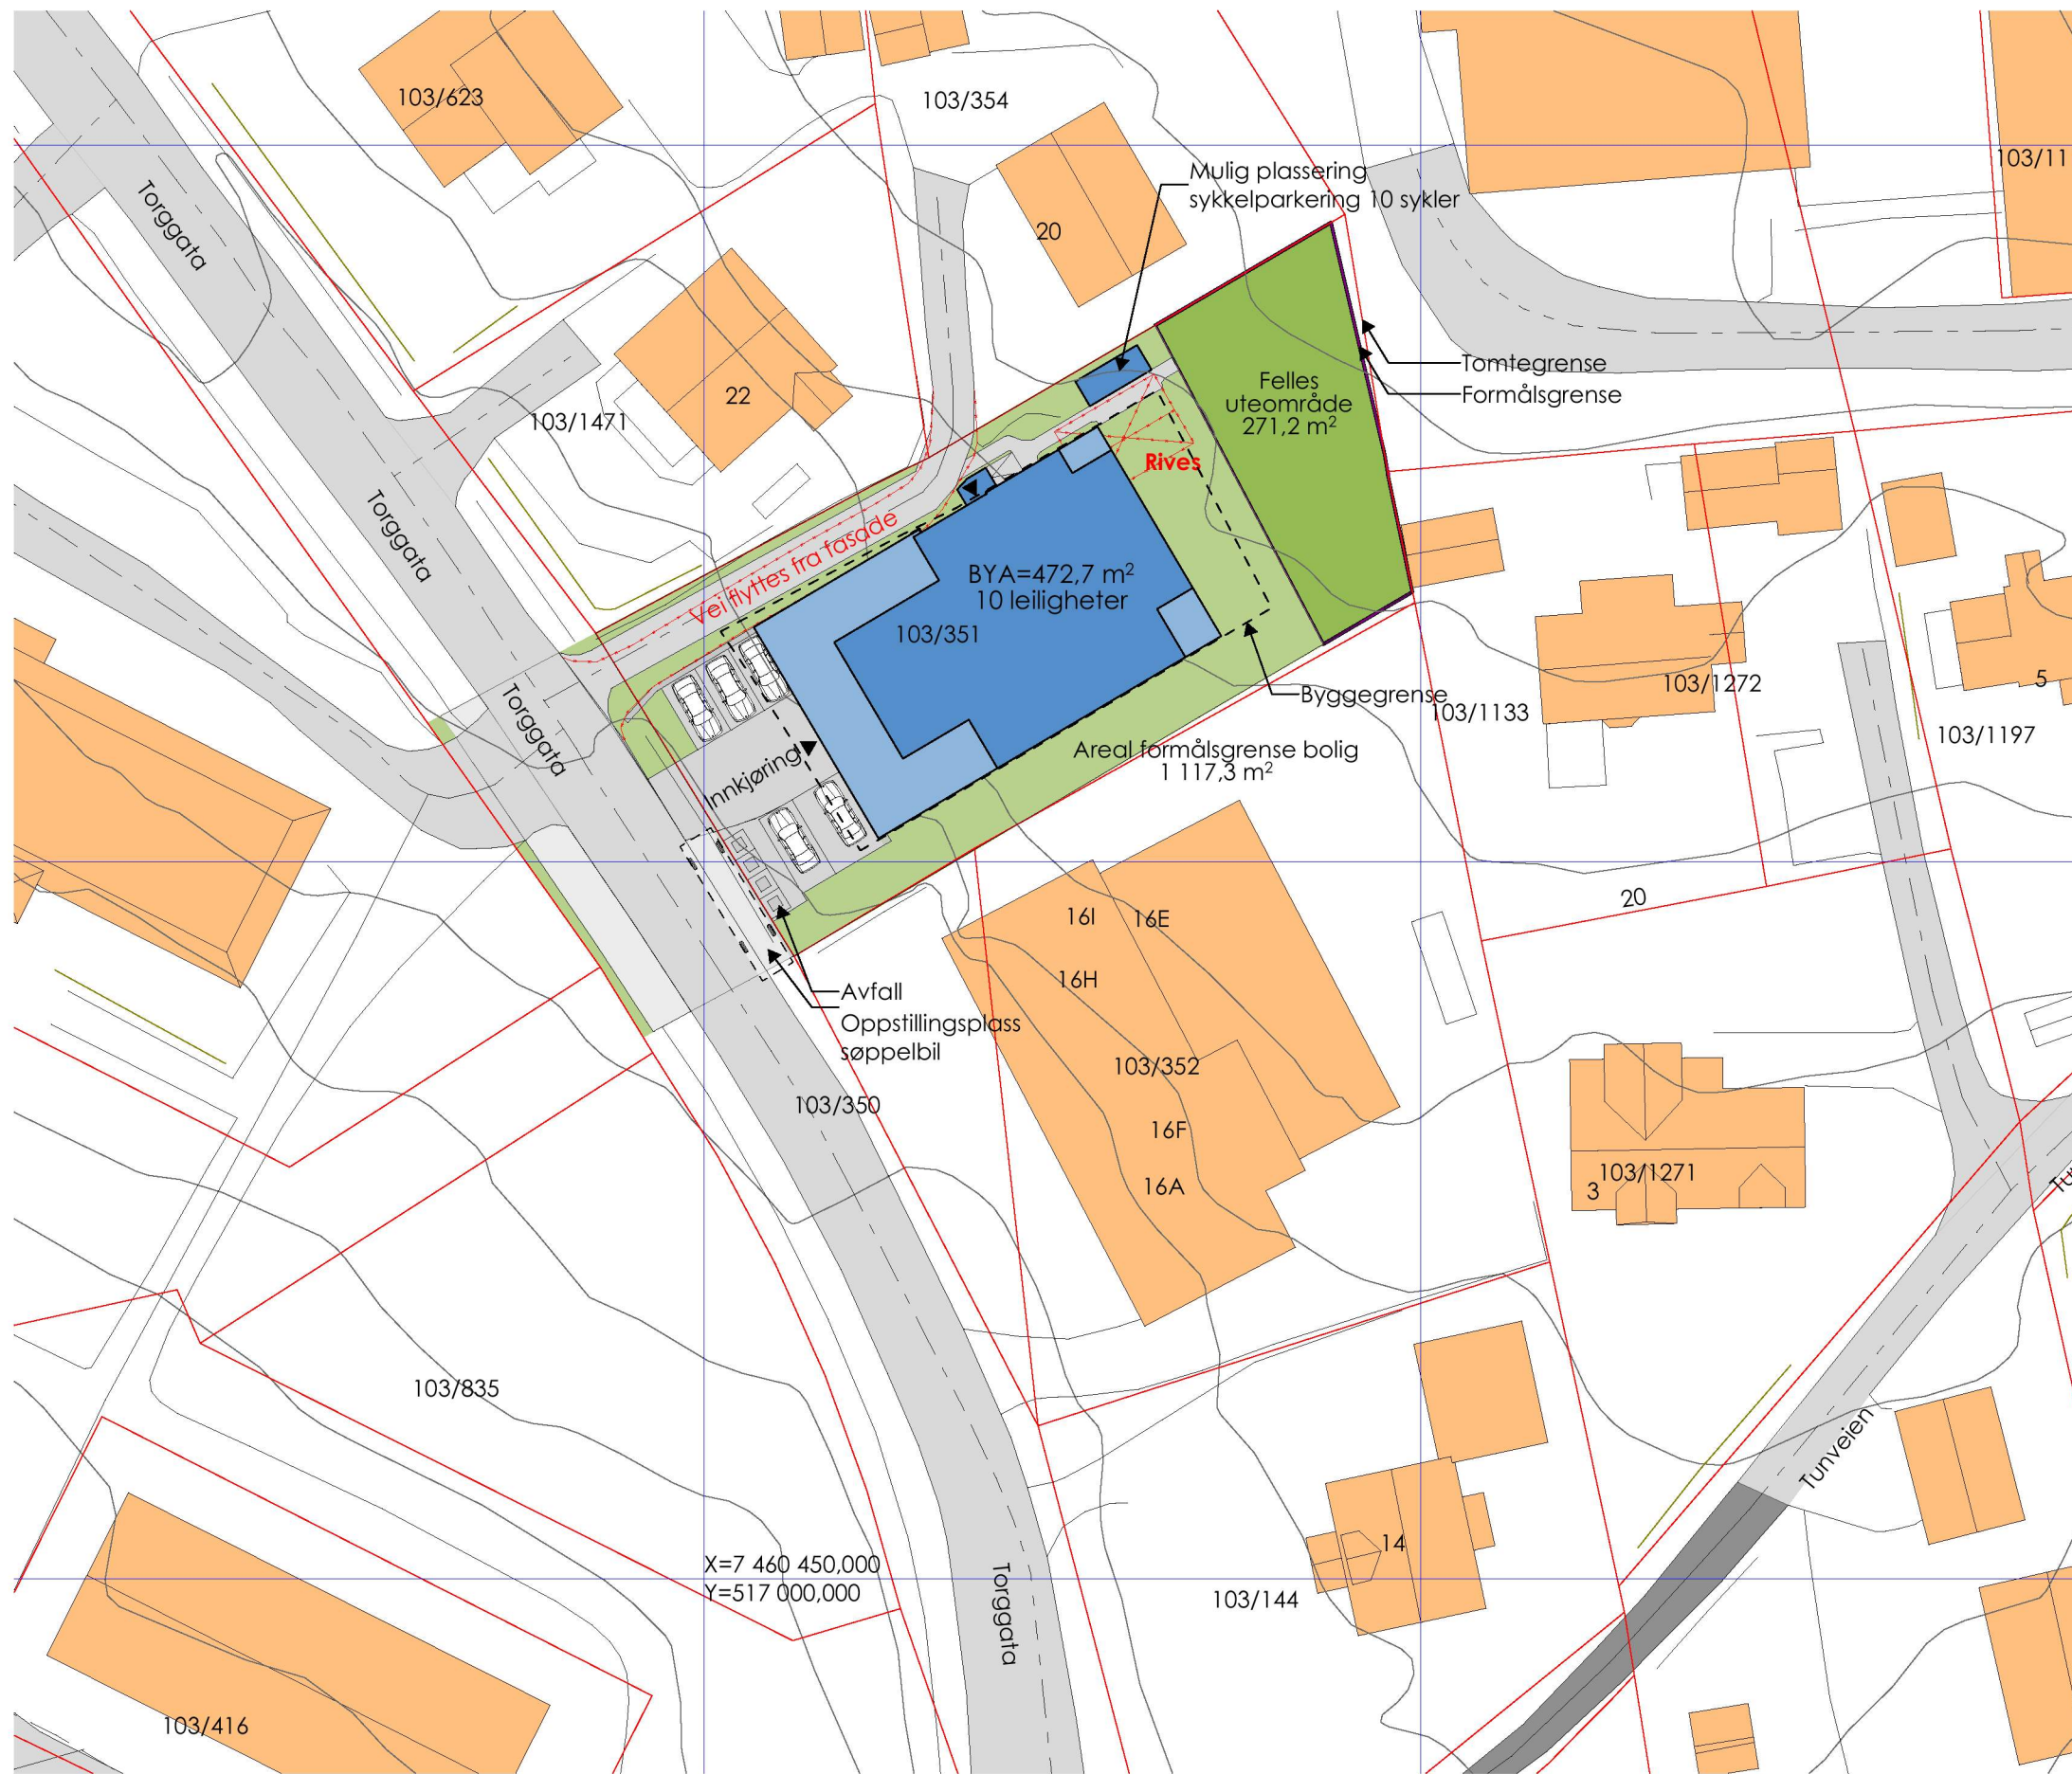 103/623
103/354
103/11
Mulig plassering
sykkelparkering 10 sykler
Torggata
20
Tomtegrense
Formålsgrense
Felles
uteområde
271,2 m²
22
103/1471
Rives
Torggata
Vei flyttes fra fasade
BYA=472,7 m²
10 leiligheter
103/351
Torggata
Byggegrense
103/1133
103/1272
5
103/1197
Innkjøring
Areal formålsgrense bolig
1 117,3 m²
20
16I
16E
16H
Avfall
Oppstillingsplass
søppelbil
103/352
103/350
16F
16A
103/1271
3
103/835
Tunveien
14
X=7 460 450,000
Y=517 000,000
103/144
Torggata
103/416